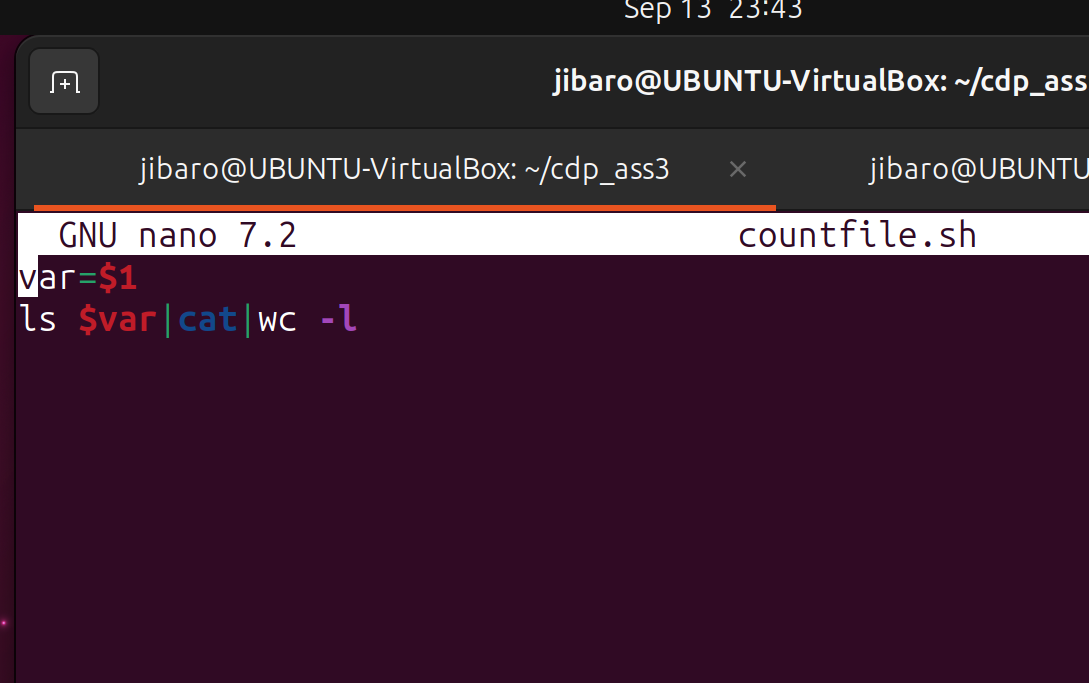 Sep 13 23:43
jibaro@UBUNTU-VirtualBox: ~/cdp_ass
jibaro@UBUNTU-VirtualBox: ~/cdp_ass3 × jibaro@UBUNTU
GNU nano 7.2 countfile.sh
var=$1
ls $var|cat|wc -l